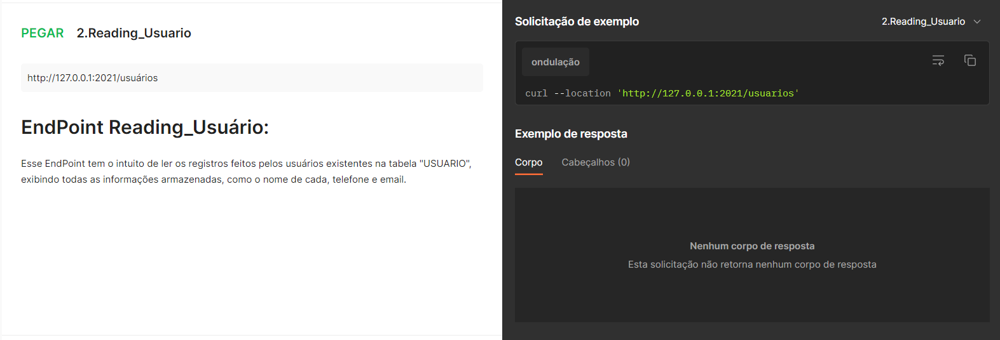 PEGAR 2.Reading_Usuario
http://127.0.0.1:2021/usuários
EndPoint Reading_Usuário:
Esse EndPoint tem o intuito de ler os registros feitos pelos usuários existentes na tabela "USUARIO",
exibindo todas as informações armazenadas, como o nome de cada, telefone e email.
Solicitação de exemplo
2.Reading_Usuario
ondulação
curl --location 'http://127.0.0.1:2021/usuarios'
Exemplo de resposta
Corpo Cabeçalhos (0)
Nenhum corpo de resposta
Esta solicitação não retorna nenhum corpo de resposta